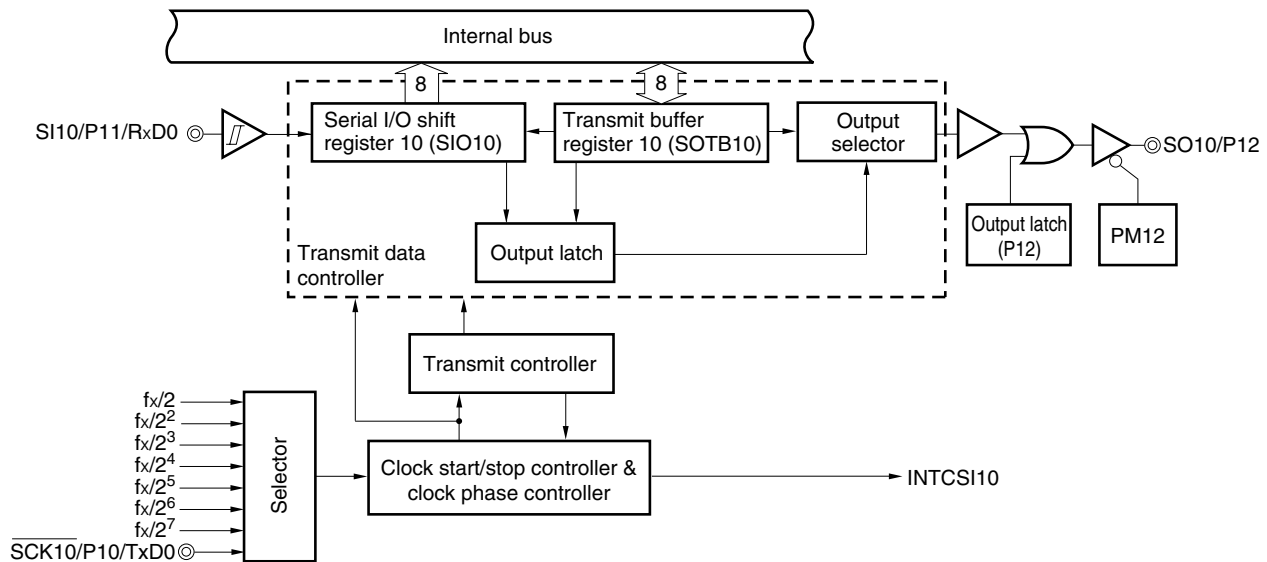 Internal bus
8
8
SI10/P11/RxD0
Serial I/O shift
register 10 (SIO10)
Transmit buffer
register 10 (SOTB10)
Output
selector
SO10/P12
Output latch
(P12)
PM12
Output latch
Transmit data
controller
Transmit controller
fx/2
fx/2²
fx/2³
fx/2⁴
fx/2⁵
fx/2⁶
fx/2⁷
S̅C̅K̅1̅0̅/P10/TxD0
Selector
Clock start/stop controller &
clock phase controller
INTCSI10